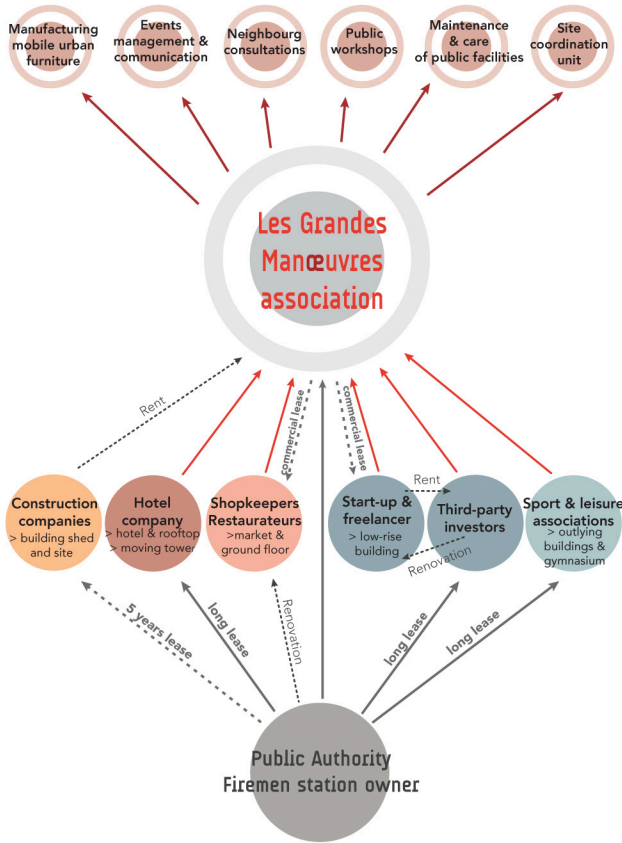 Manufacturing
mobile urban
furniture
Events
management &
communication
Neighbourg
consultations
Public
workshops
Maintenance
& care
of public facilities
Site
coordination
unit
Les Grandes
Manœuvres
association
Rent
commercial lease
commercial lease
Construction
companies
> building shed
and site
Hotel
company
> hotel & rooftop
> moving tower
Shopkeepers
Restaurateurs
>market &
ground floor
Start-up &
freelancer
> low-rise
building
Rent
Renovation
Third-party
investors
Sport & leisure
associations
> outlying
buildings &
gymnasium
5 years lease
long lease
Renovation
long lease
long lease
Public Authority
Firemen station owner